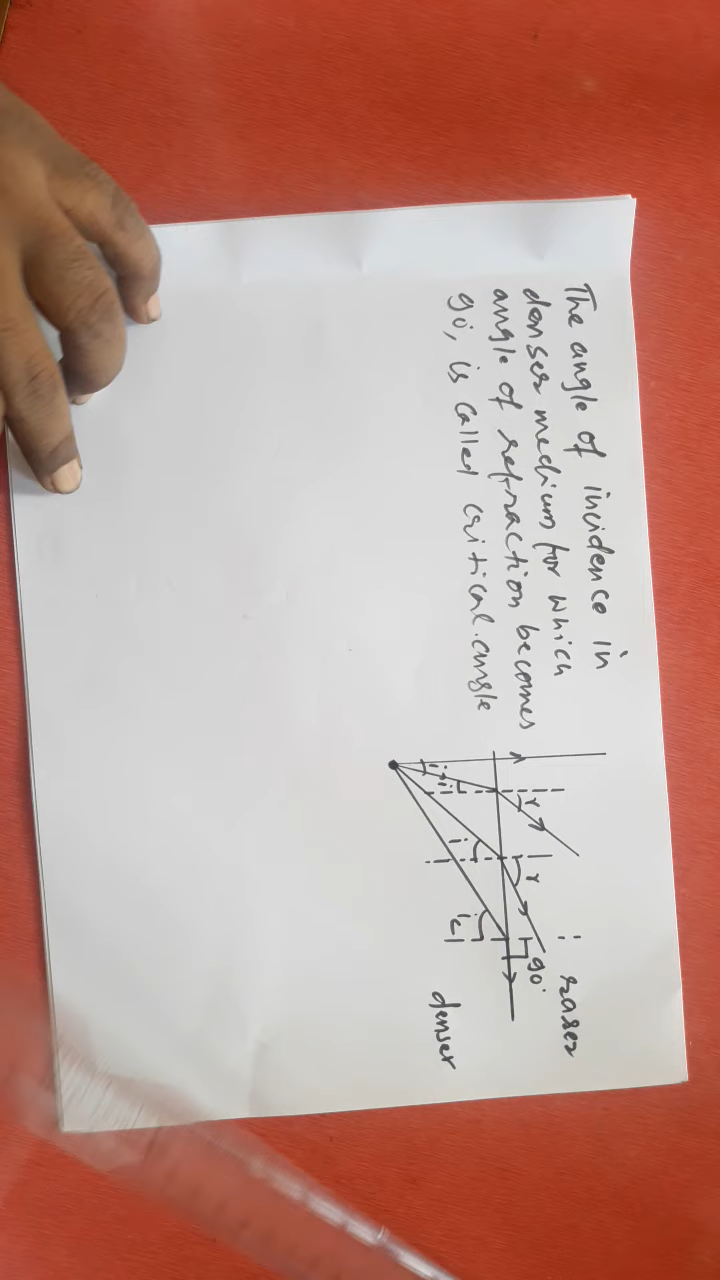 The angle of incidence in
denser medium for which
angle of refraction becomes
90°, is called critical angle
r
r
90°
rarer
i
i
i
ic
denser